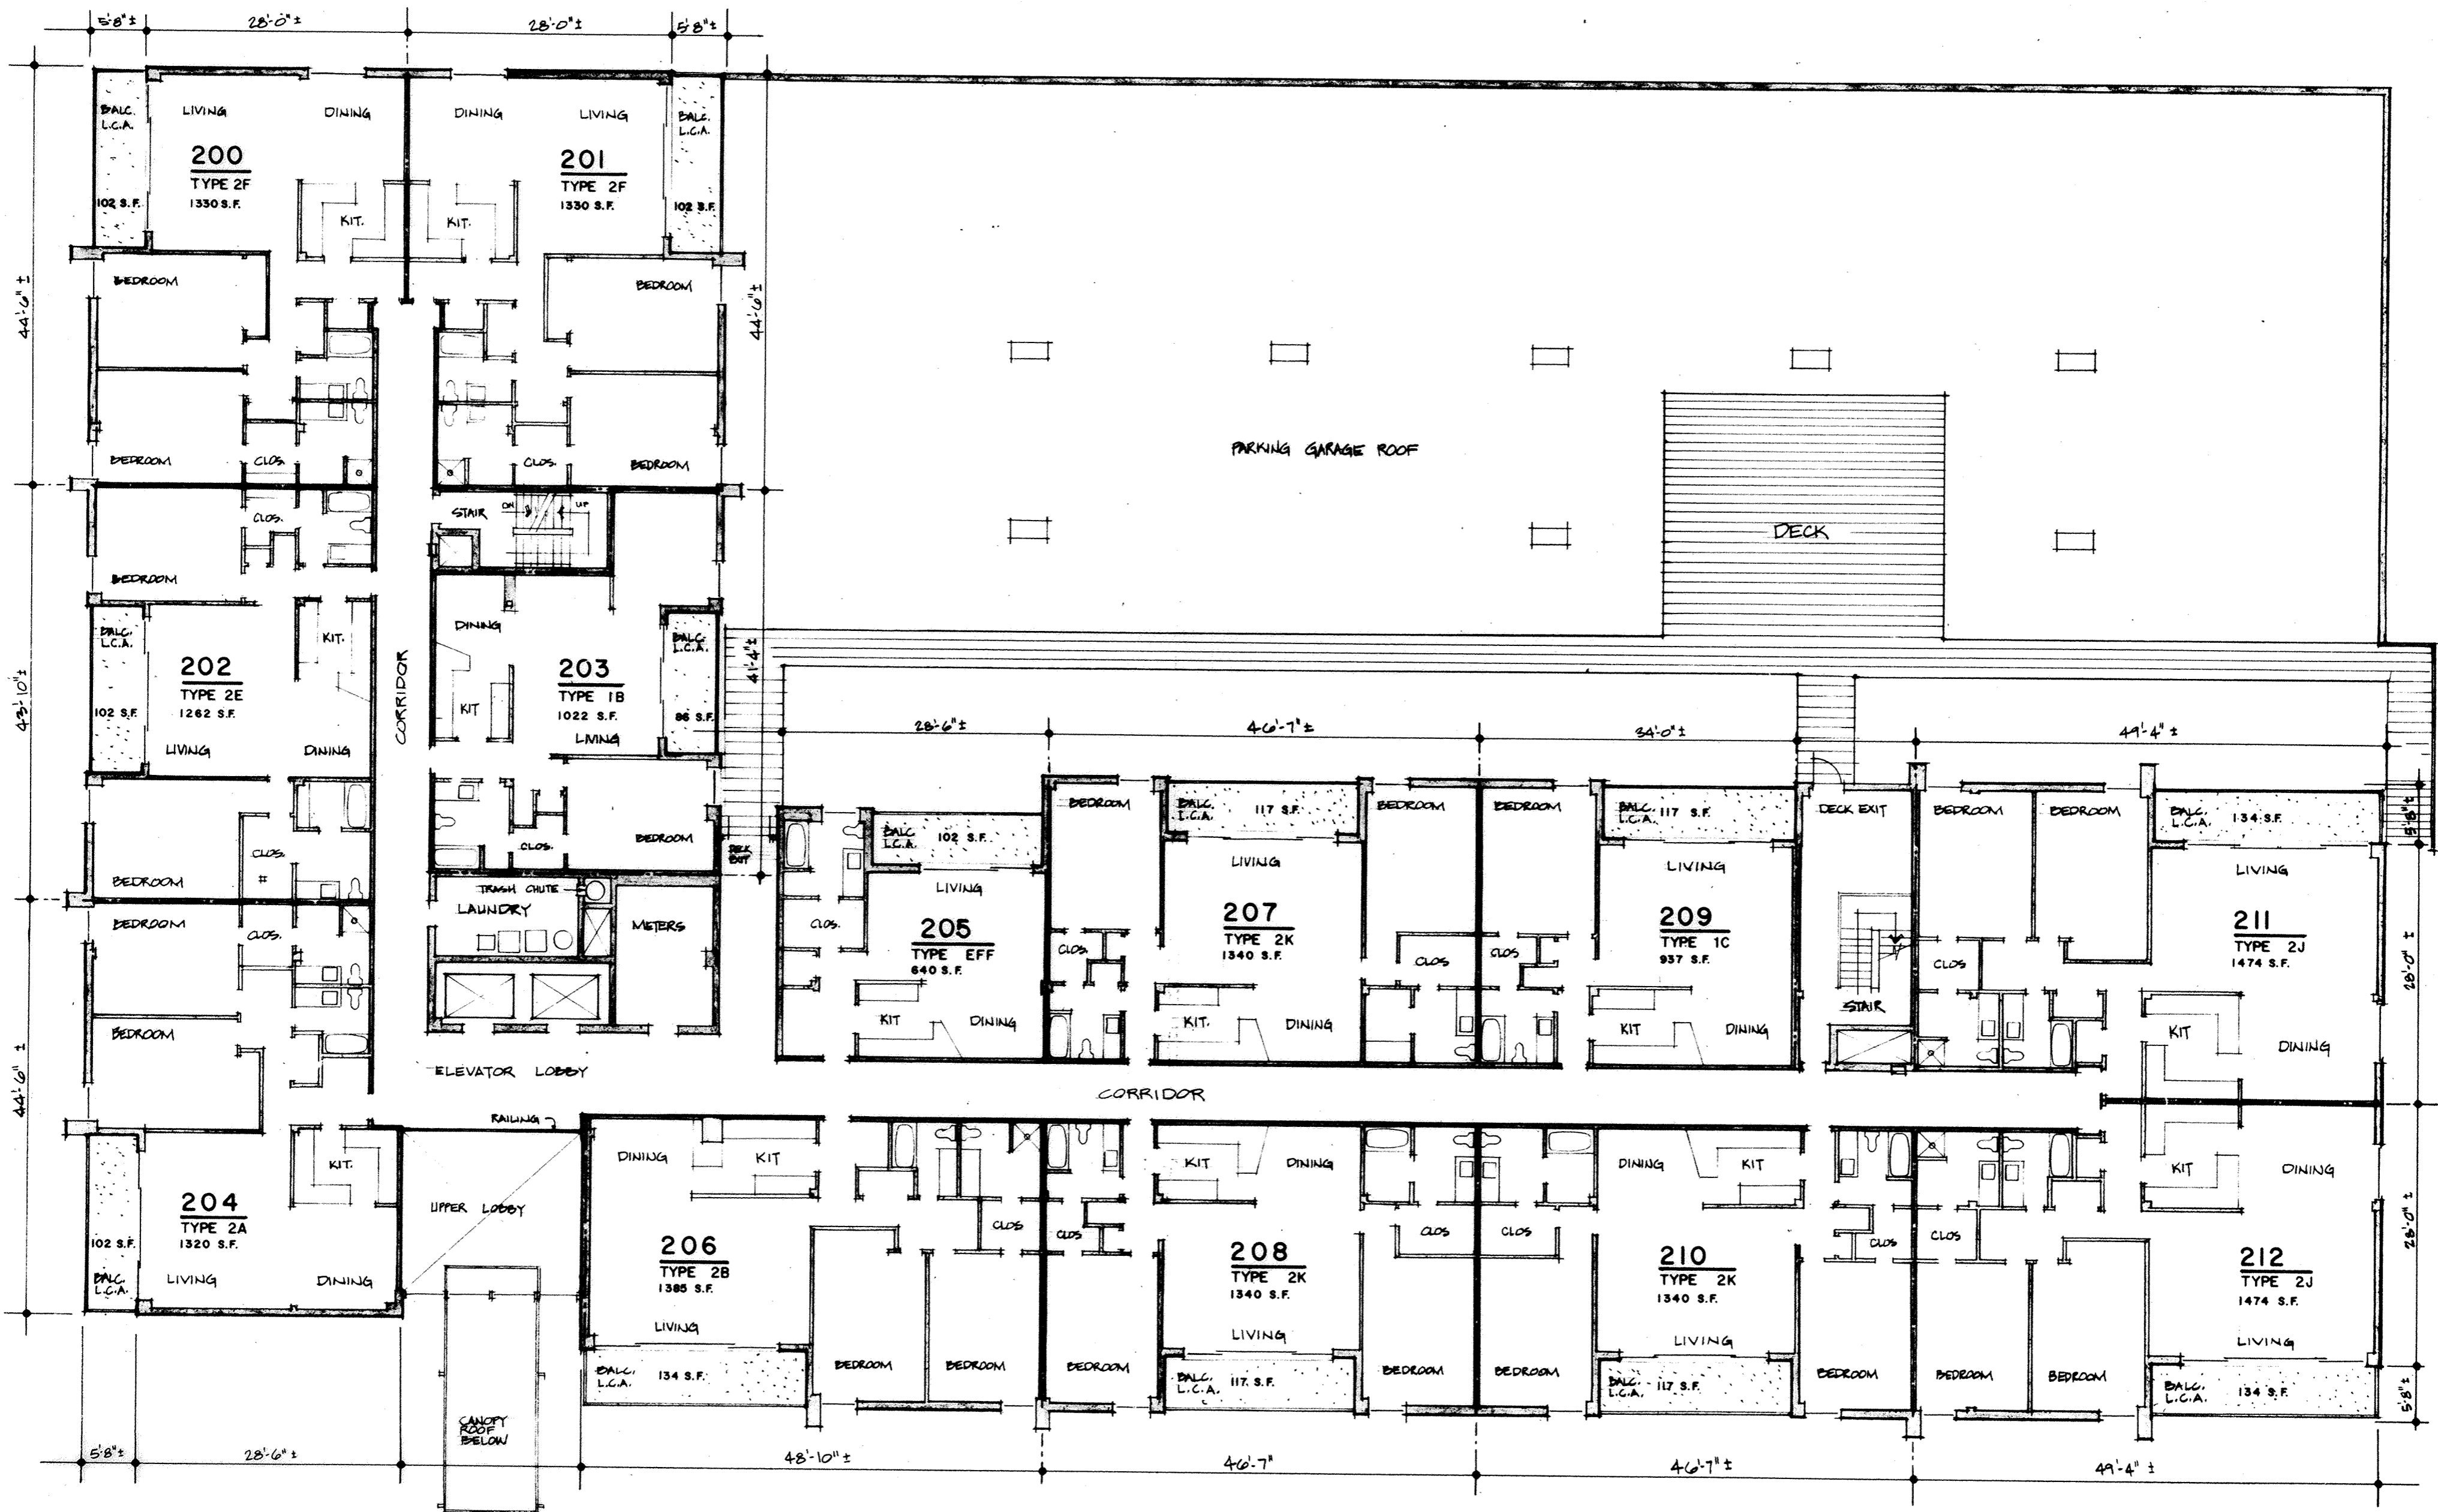 5'-8"±
28'-0"±
28'-0"±
5'-8"±
BALC.
L.C.A.
LIVING
DINING
DINING
LIVING
BALC.
L.C.A.
200
TYPE 2F
1330 S.F.
201
TYPE 2F
1330 S.F.
102 S.F.
KIT.
KIT.
102 S.F.
44'-6"±
BEDROOM
BEDROOM
44'-6"±
BEDROOM
CLOS.
CLOS.
BEDROOM
PARKING GARAGE ROOF
DECK
CLOS.
STAIR
DN
UP
BEDROOM
BALC.
L.C.A.
KIT.
DINING
BALC.
L.C.A.
202
TYPE 2E
1262 S.F.
CORRIDOR
203
TYPE 1B
1022 S.F.
41'-4"±
43'-10"±
102 S.F.
KIT
86 S.F.
LIVING
DINING
LIVING
28'-6"±
46'-7"±
34'-0"±
49'-4"±
BEDROOM
CLOS.
CLOS.
BEDROOM
DECK
EXIT
BALC.
L.C.A.
102 S.F.
BEDROOM
BALC.
L.C.A.
117 S.F.
BEDROOM
BEDROOM
BALC.
L.C.A.
117 S.F.
DECK EXIT
BEDROOM
BEDROOM
BALC.
L.C.A.
134 S.F.
5'-8"±
TRASH CHUTE
LAUNDRY
METERS
BEDROOM
CLOS.
LIVING
LIVING
LIVING
LIVING
CLOS.
205
TYPE EFF
640 S.F.
207
TYPE 2K
1340 S.F.
209
TYPE 1C
937 S.F.
211
TYPE 2J
1474 S.F.
CLOS.
CLOS
CLOS
CLOS
28'-0"±
KIT
DINING
KIT.
DINING
KIT
DINING
STAIR
KIT
DINING
BEDROOM
44'-6"±
ELEVATOR LOBBY
CORRIDOR
RAILING
KIT.
UPPER LOBBY
204
TYPE 2A
1320 S.F.
102 S.F.
BALC.
L.C.A.
LIVING
DINING
DINING
KIT
CLOS
CLOS
KIT
DINING
CLOS
CLOS
DINING
KIT
CLOS
CLOS
KIT
DINING
206
TYPE 2B
1385 S.F.
208
TYPE 2K
1340 S.F.
210
TYPE 2K
1340 S.F.
212
TYPE 2J
1474 S.F.
28'-0"±
LIVING
LIVING
LIVING
LIVING
BALC.
L.C.A.
134 S.F.
BEDROOM
BEDROOM
BEDROOM
BALC.
L.C.A.
117 S.F.
BEDROOM
BEDROOM
BALC.
L.C.A.
117 S.F.
BEDROOM
BEDROOM
BEDROOM
BALC.
L.C.A.
134 S.F.
5'-8"±
CANOPY
ROOF
BELOW
5'-8"±
28'-6"±
48'-10"±
46'-7"
46'-7"±
49'-4"±